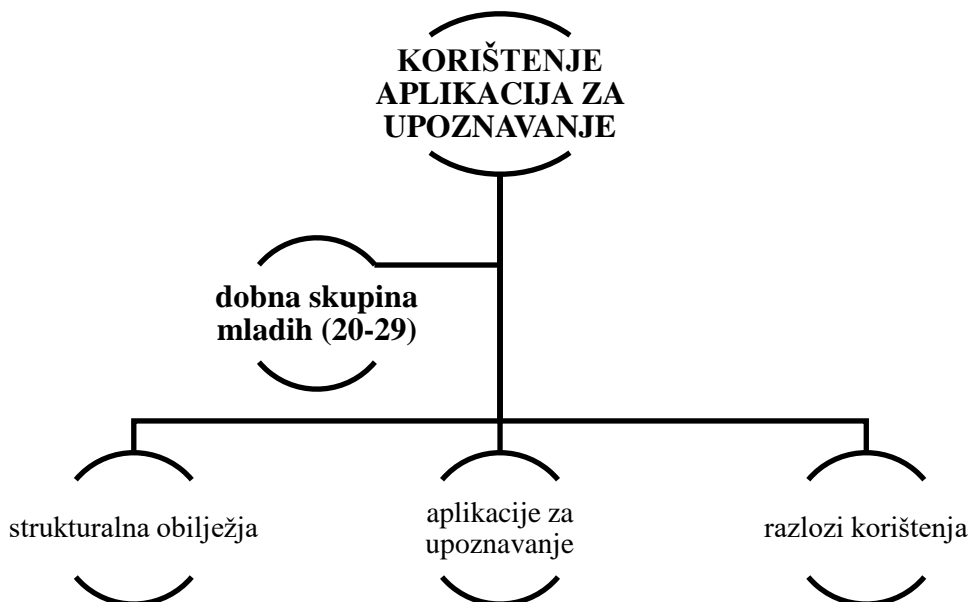 KORIŠTENJE
APLIKACIJA ZA
UPOZNAVANJE
dobna skupina
mladih (20-29)
strukturalna obilježja
aplikacije za
upoznavanje
razlozi korištenja